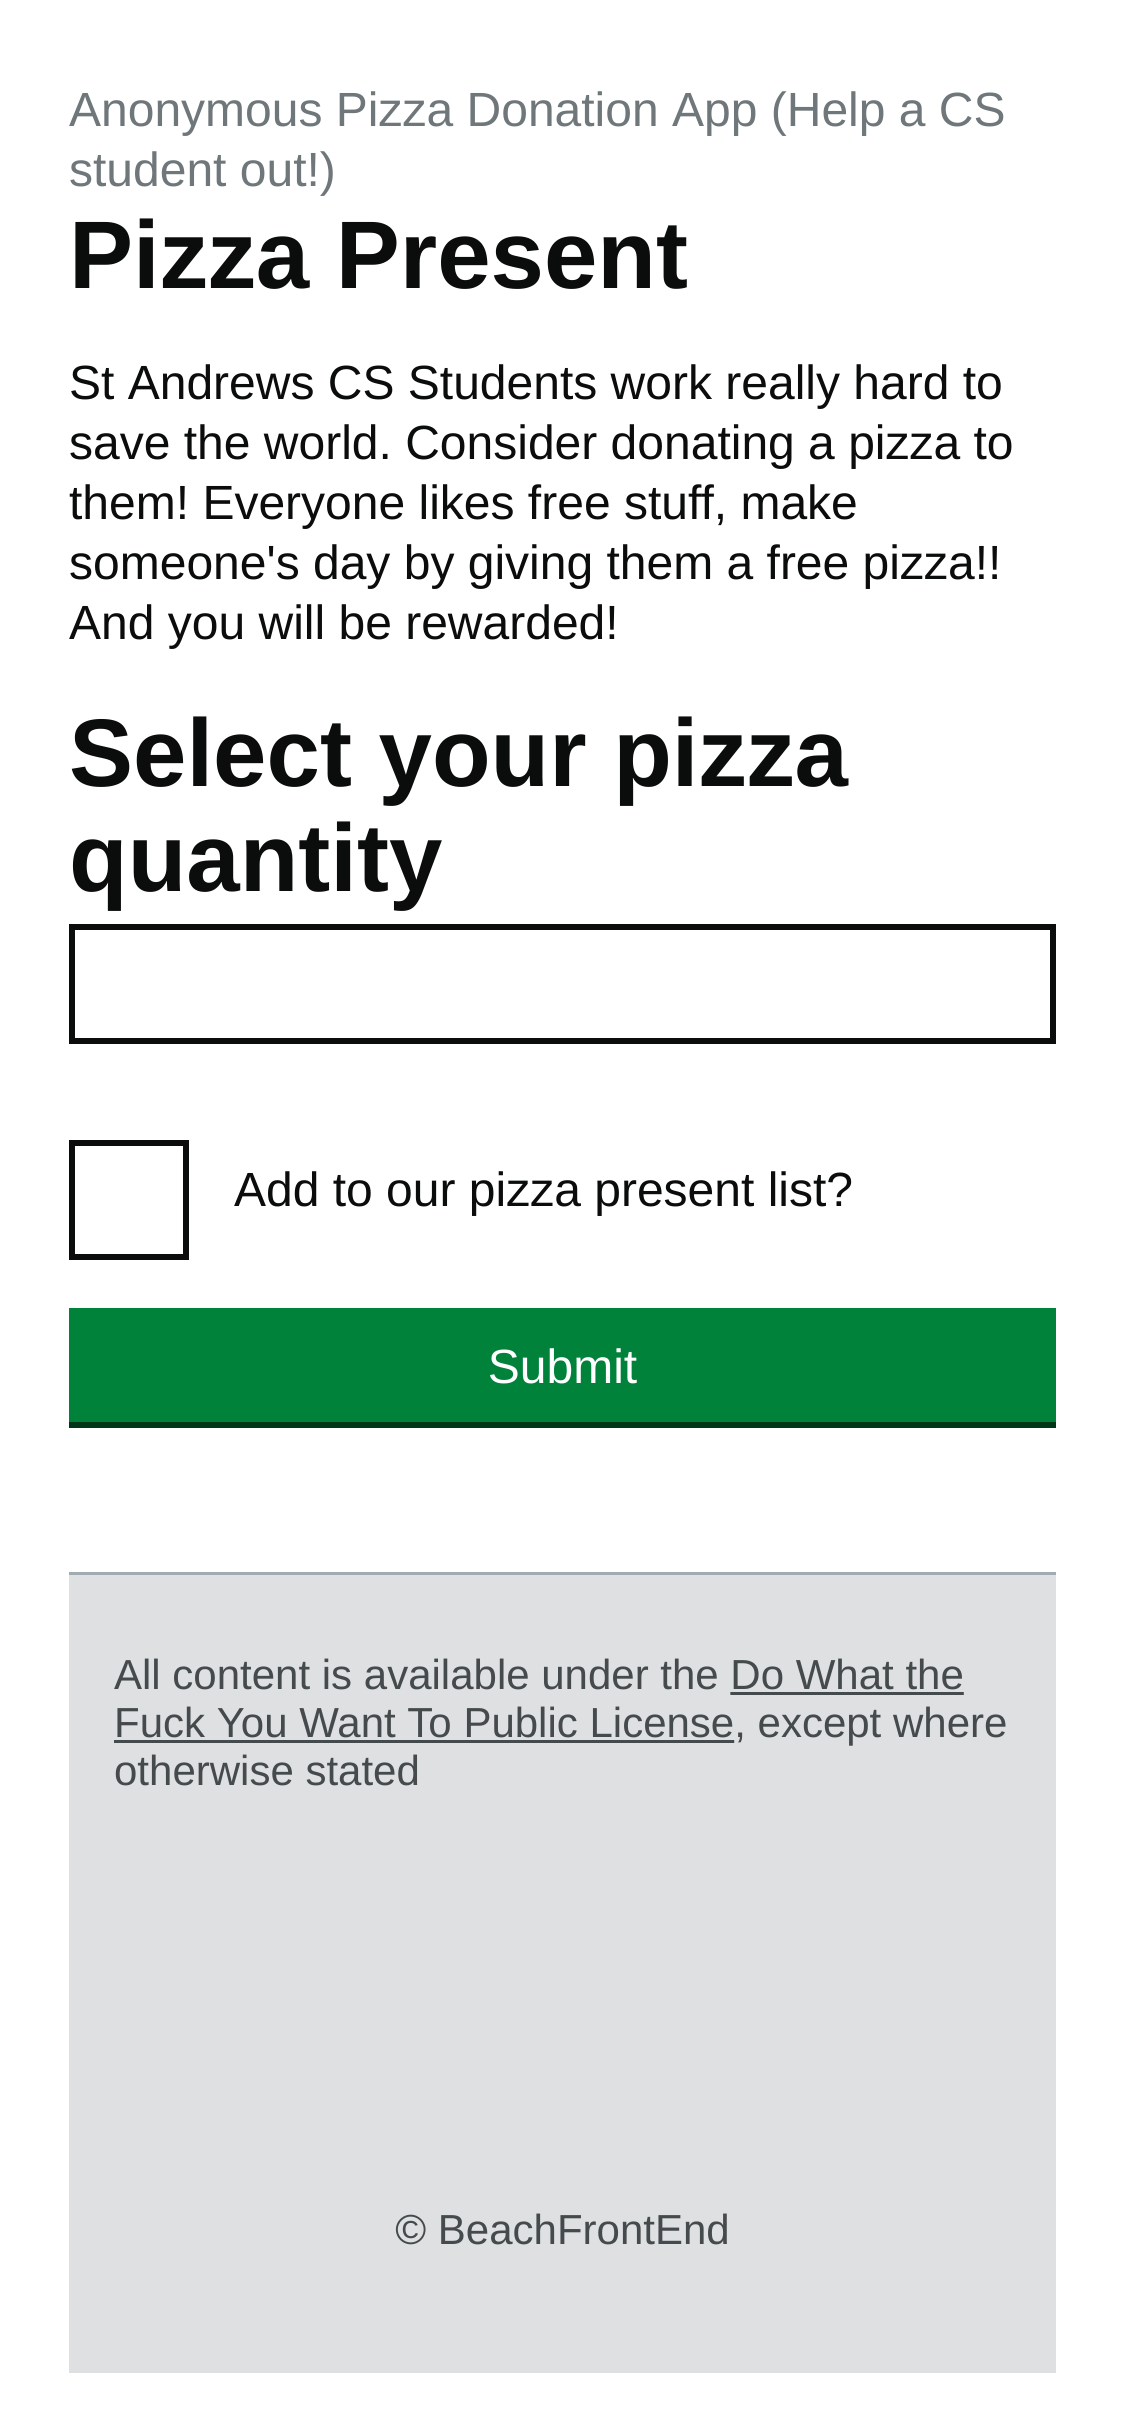 Anonymous Pizza Donation App (Help a CS
student out!)
Pizza Present
St Andrews CS Students work really hard to
save the world. Consider donating a pizza to
them! Everyone likes free stuff, make
someone's day by giving them a free pizza!!
And you will be rewarded!
Select your pizza
quantity
Add to our pizza present list?
Submit
All content is available under the Do What the
Fuck You Want To Public License, except where
otherwise stated
© BeachFrontEnd